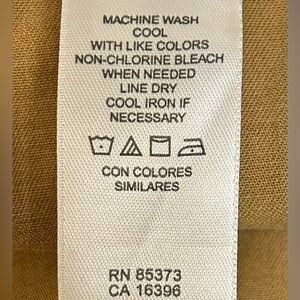 MACHINE WASH
COOL
WITH LIKE COLORS
NON-CHLORINE BLEACH
WHEN NEEDED
LINE DRY
COOL IRON IF
NECESSARY
CON COLORES
SIMILARES
RN 85373
CA 16396